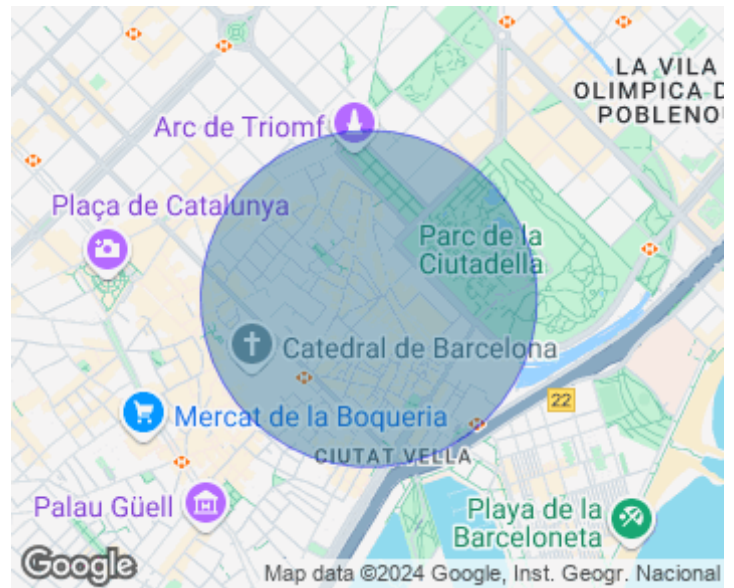 LA VILA
OLIMPICA D
POBLENO
Arc de Triomf
Plaça de Catalunya
Parc de la
Ciutadella
Catedral de Barcelona
22
Mercat de la Boqueria
CIUTAT VELLA
Palau Güell
Playa de la
Barceloneta
Google
Map data ©2024 Google, Inst. Geogr. Nacional